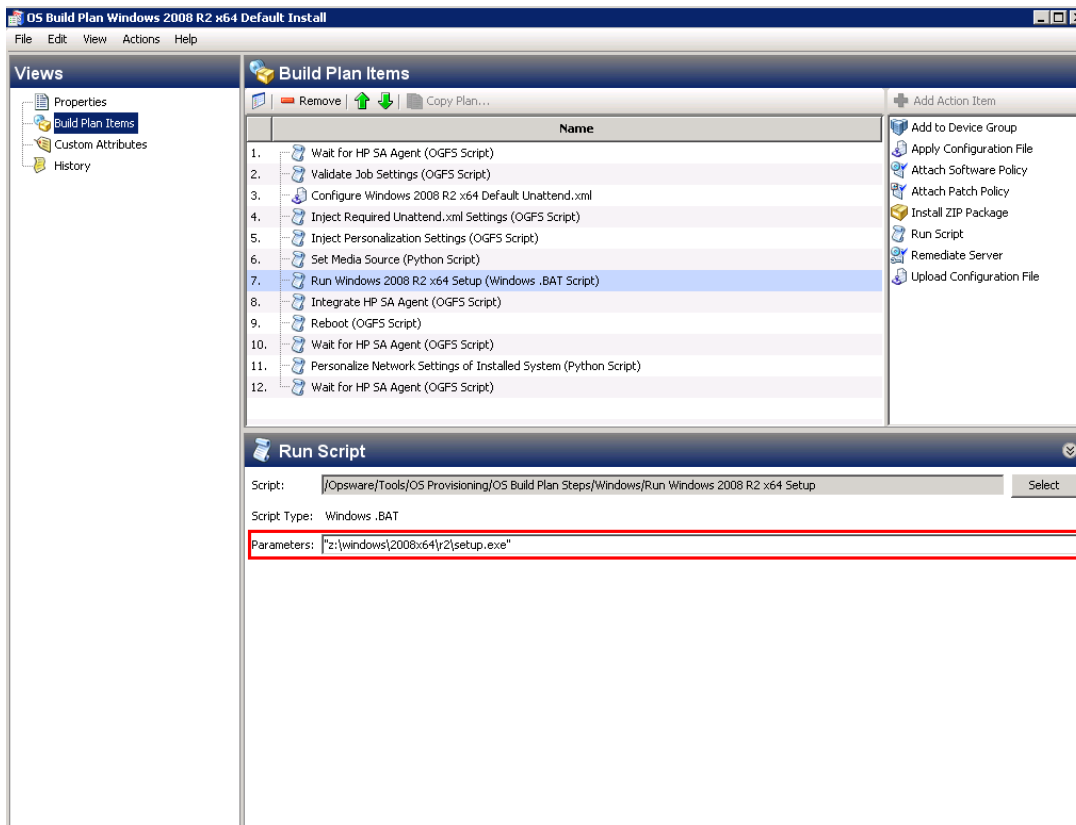 OS Build Plan Windows 2008 R2 x64 Default Install
File Edit View Actions Help
Views
Properties
Build Plan Items
Custom Attributes
History
Build Plan Items
Remove Copy Plan...
Name
1. Wait for HP SA Agent (OGFS Script)
2. Validate Job Settings (OGFS Script)
3. Configure Windows 2008 R2 x64 Default Unattend.xml
4. Inject Required Unattend.xml Settings (OGFS Script)
5. Inject Personalization Settings (OGFS Script)
6. Set Media Source (Python Script)
7. Run Windows 2008 R2 x64 Setup (Windows .BAT Script)
8. Integrate HP SA Agent (OGFS Script)
9. Reboot (OGFS Script)
10. Wait for HP SA Agent (OGFS Script)
11. Personalize Network Settings of Installed System (Python Script)
12. Wait for HP SA Agent (OGFS Script)
Add Action Item
Add to Device Group
Apply Configuration File
Attach Software Policy
Attach Patch Policy
Install ZIP Package
Run Script
Remediate Server
Upload Configuration File
Run Script
Script: /Opsware/Tools/OS Provisioning/OS Build Plan Steps/Windows/Run Windows 2008 R2 x64 Setup Select
Script Type: Windows .BAT
Parameters: "z:\windows\2008x64\r2\setup.exe"